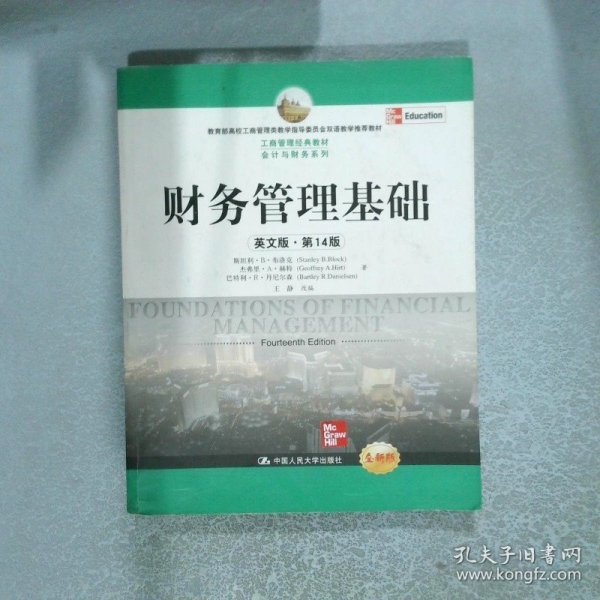 Mc
Graw
Hill
Education
教育部高校工商管理类教学指导委员会双语教学推荐教材
工商管理经典教材
会计与财务系列
财务管理基础
英文版·第14版
斯坦利·B·布洛克 (Stanley B.Block)
杰弗里·A·赫特 (Geoffrey A.Hirt) 著
巴特利·R·丹尼尔森 (Bartley R.Danielsen)
王 静 改编
FOUNDATIONS OF FINANCIAL
MANAGEMENT
Fourteenth Edition
Mc
Graw
Hill
中国人民大学出版社
全新版
孔夫子旧书网
www.kongfz.com